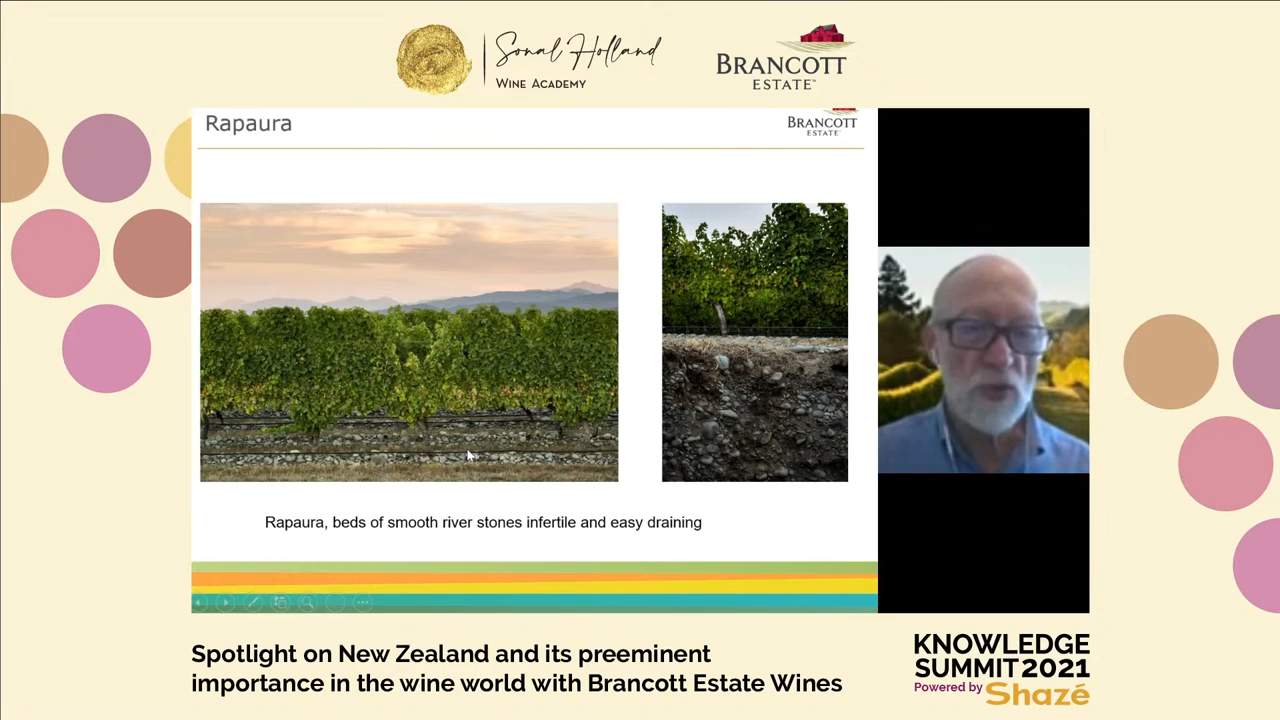 Sonal Holland
WINE ACADEMY
BRANCOTT
ESTATE™
Rapaura
BRANCOTT
ESTATE
Rapaura, beds of smooth river stones infertile and easy draining
Spotlight on New Zealand and its preeminent
importance in the wine world with Brancott Estate Wines
KNOWLEDGE
SUMMIT 2021
Powered by Shazé